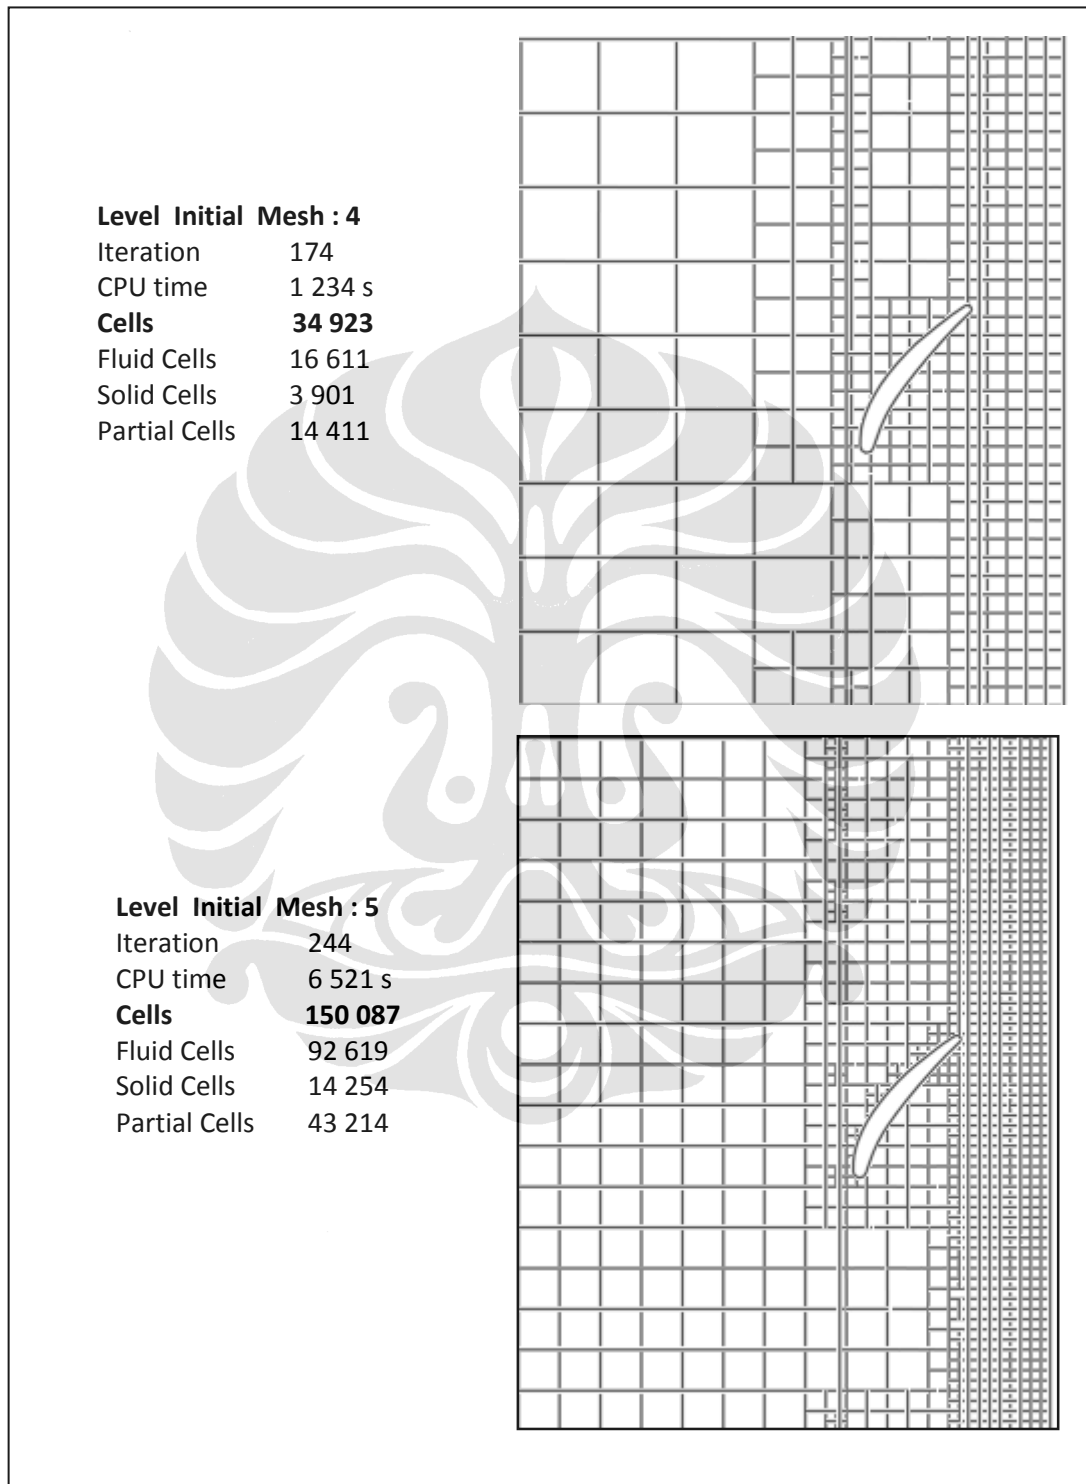 Level Initial Mesh : 4
Iteration 174
CPU time 1 234 s
Cells 34 923
Fluid Cells 16 611
Solid Cells 3 901
Partial Cells 14 411
Level Initial Mesh : 5
Iteration 244
CPU time 6 521 s
Cells 150 087
Fluid Cells 92 619
Solid Cells 14 254
Partial Cells 43 214